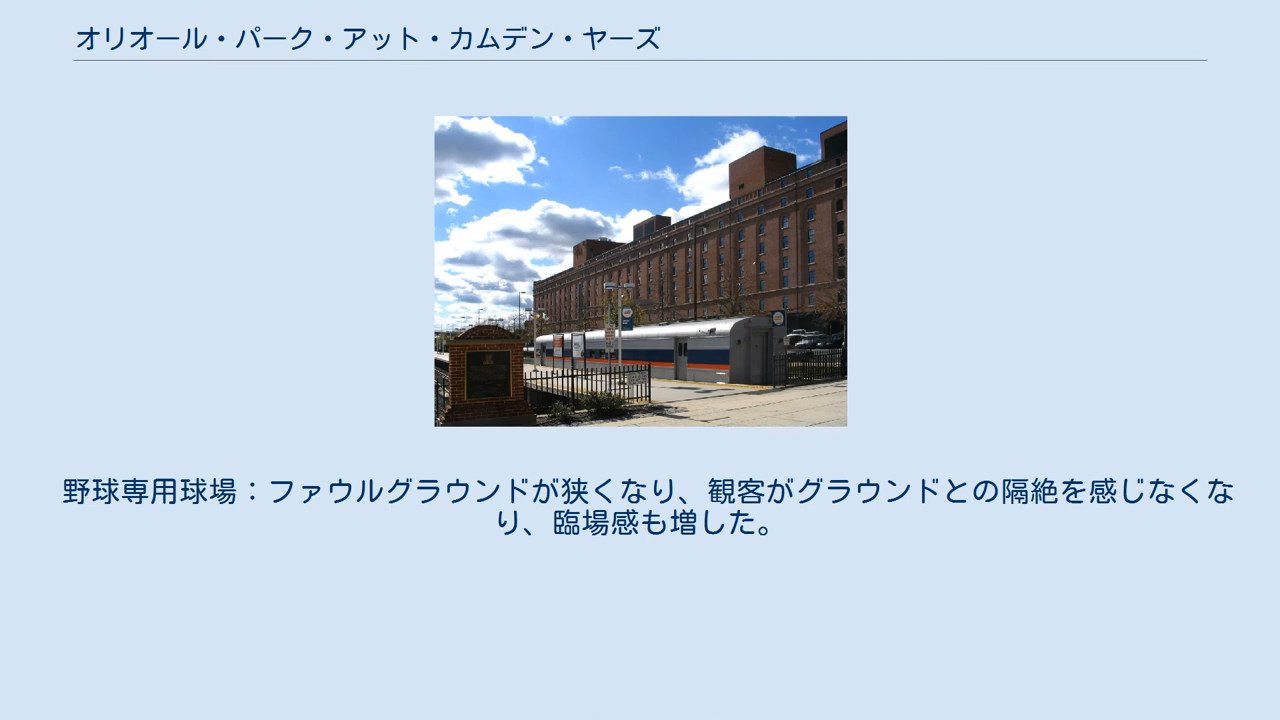 オリオール・パーク・アット・カムデン・ヤーズ
野球専用球場：ファウルグラウンドが狭くなり、観客がグラウンドとの隔絶を感じなくな
り、臨場感も増した。